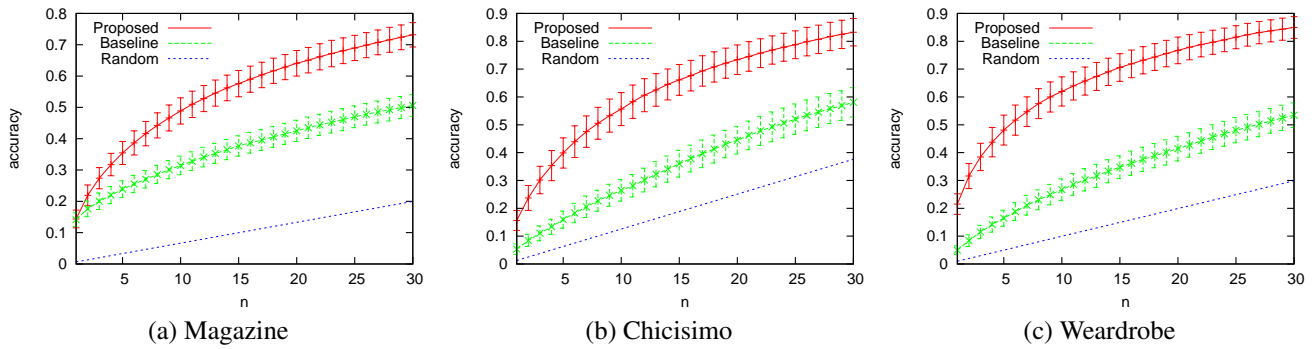 Proposed
Baseline
Random
accuracy
0.8
0.7
0.6
0.5
0.4
0.3
0.2
0.1
0
5 10 15 20 25 30
n
(a) Magazine
Proposed
Baseline
Random
accuracy
0.9
0.8
0.7
0.6
0.5
0.4
0.3
0.2
0.1
0
5 10 15 20 25 30
n
(b) Chicisimo
Proposed
Baseline
Random
accuracy
0.9
0.8
0.7
0.6
0.5
0.4
0.3
0.2
0.1
0
5 10 15 20 25 30
n
(c) Weardrobe